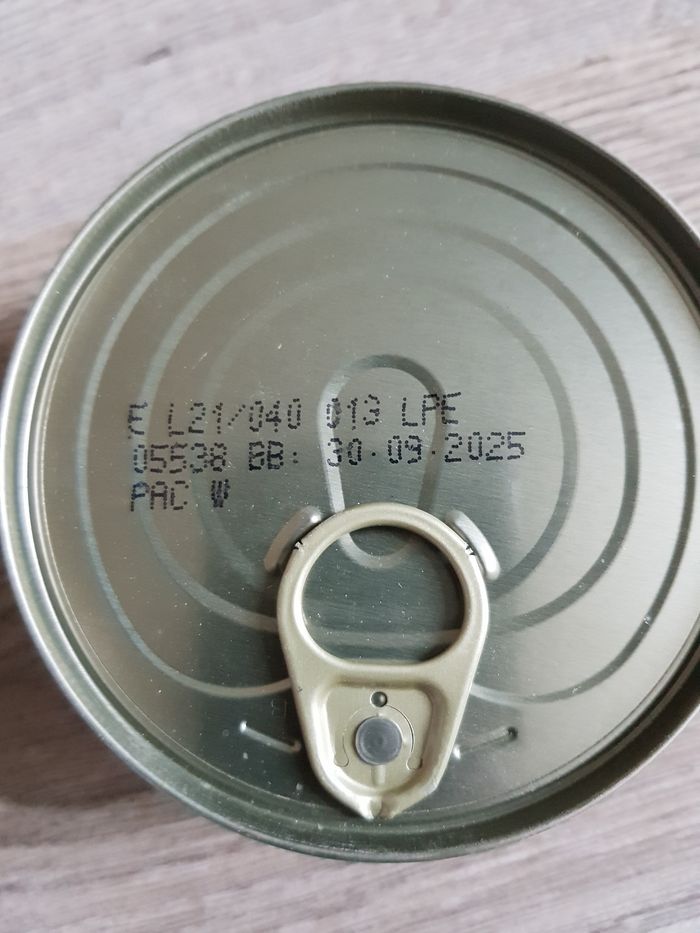 E L21/040 013 LPE
05538 BB: 30.09.2025
PAC W